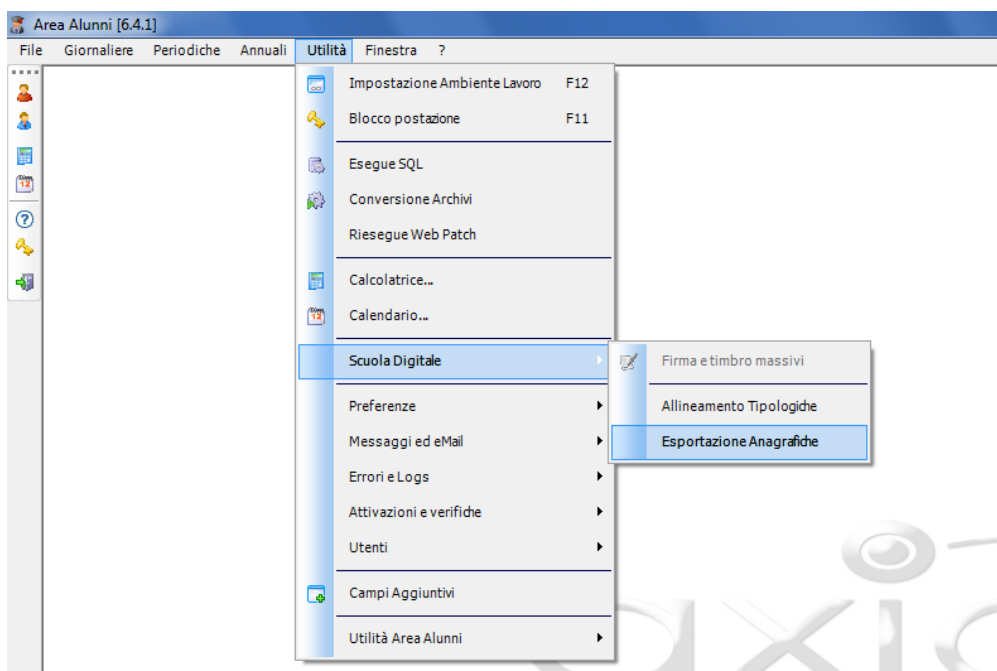 Area Alunni [6.4.1]
File Giornaliere Periodiche Annuali Utilità Finestra ?
Impostazione Ambiente Lavoro F12
Blocco postazione F11
Esegue SQL
Conversione Archivi
Riesegue Web Patch
Calcolatrice...
Calendario...
Scuola Digitale
Firma e timbro massivi
Allineamento Tipologiche
Esportazione Anagrafiche
Preferenze
Messaggi ed eMail
Errori e Logs
Attivazioni e verifiche
Utenti
Campi Aggiuntivi
Utilità Area Alunni